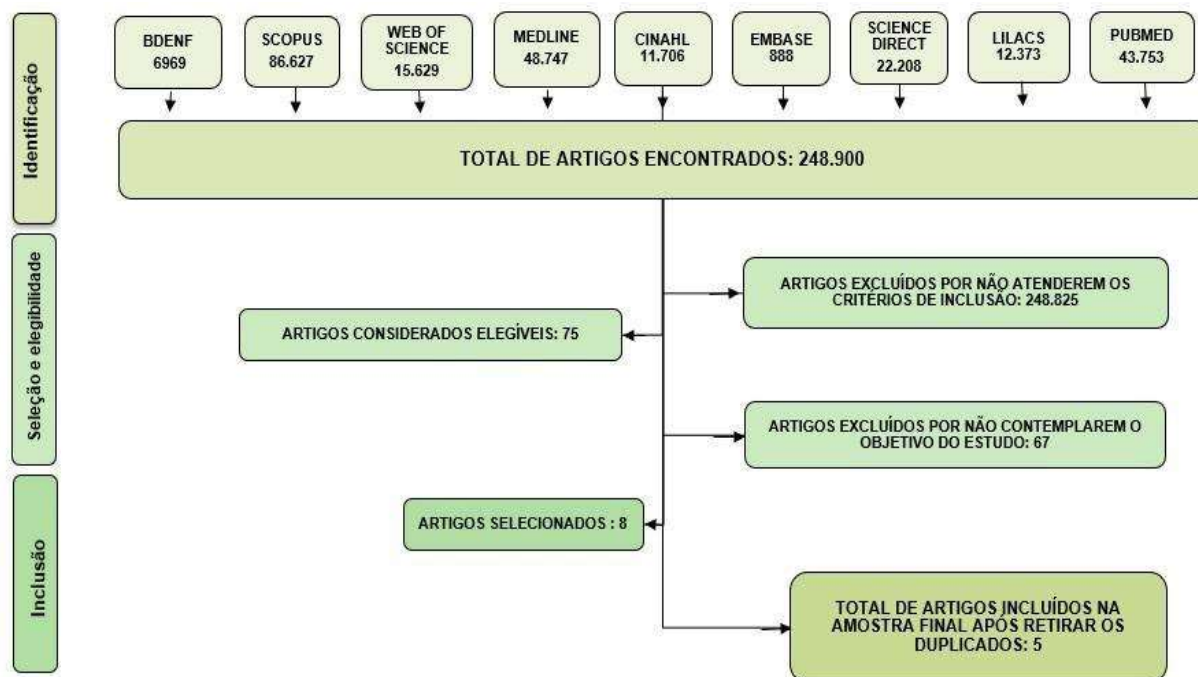 BDENF
6969
SCOPUS
86.627
WEB OF
SCIENCE
15.629
MEDLINE
48.747
CINAHL
11.706
EMBASE
888
SCIENCE
DIRECT
22.208
LILACS
12.373
PUBMED
43.753
Identificação
TOTAL DE ARTIGOS ENCONTRADOS: 248.900
Seleção e elegibilidade
ARTIGOS EXCLUÍDOS POR NÃO ATENDEREM OS
CRITÉRIOS DE INCLUSÃO: 248.825
ARTIGOS CONSIDERADOS ELEGÍVEIS: 75
ARTIGOS EXCLUÍDOS POR NÃO CONTEMPLAREM O
OBJETIVO DO ESTUDO: 67
Inclusão
ARTIGOS SELECIONADOS : 8
TOTAL DE ARTIGOS INCLUÍDOS NA
AMOSTRA FINAL APÓS RETIRAR OS
DUPLICADOS: 5